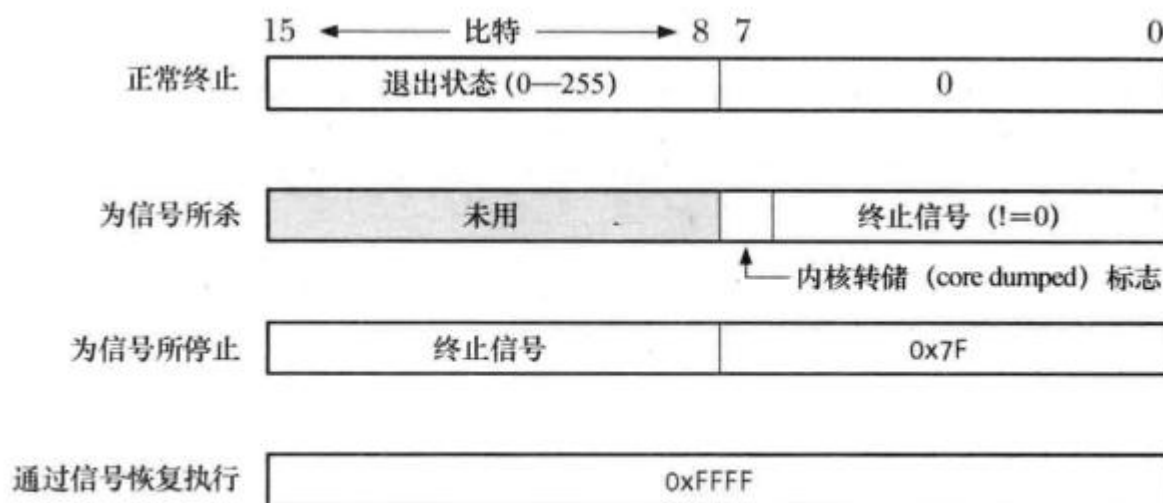 15 比特 8 7 0
正常终止 退出状态 (0—255) 0
为信号所杀 未用 终止信号 (!=0)
内核转储 (core dumped) 标志
为信号所停止 终止信号 0x7F
通过信号恢复执行 0xFFFF